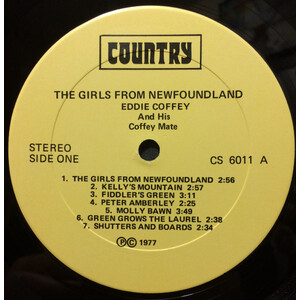 COUNTRY
THE GIRLS FROM NEWFOUNDLAND
EDDIE COFFEY
And His
Coffey Mate
STEREO
SIDE ONE
CS 6011 A
1. THE GIRLS FROM NEWFOUNDLAND 2:56
2. KELLY'S MOUNTAIN 2:57
3. FIDDLER'S GREEN 3:11
4. PETER AMBERLEY 2:25
5. MOLLY BAWN 3:49
6. GREEN GROWS THE LAUREL 2:38
7. SHUTTERS AND BOARDS 2:34
Ⓟ © 1977